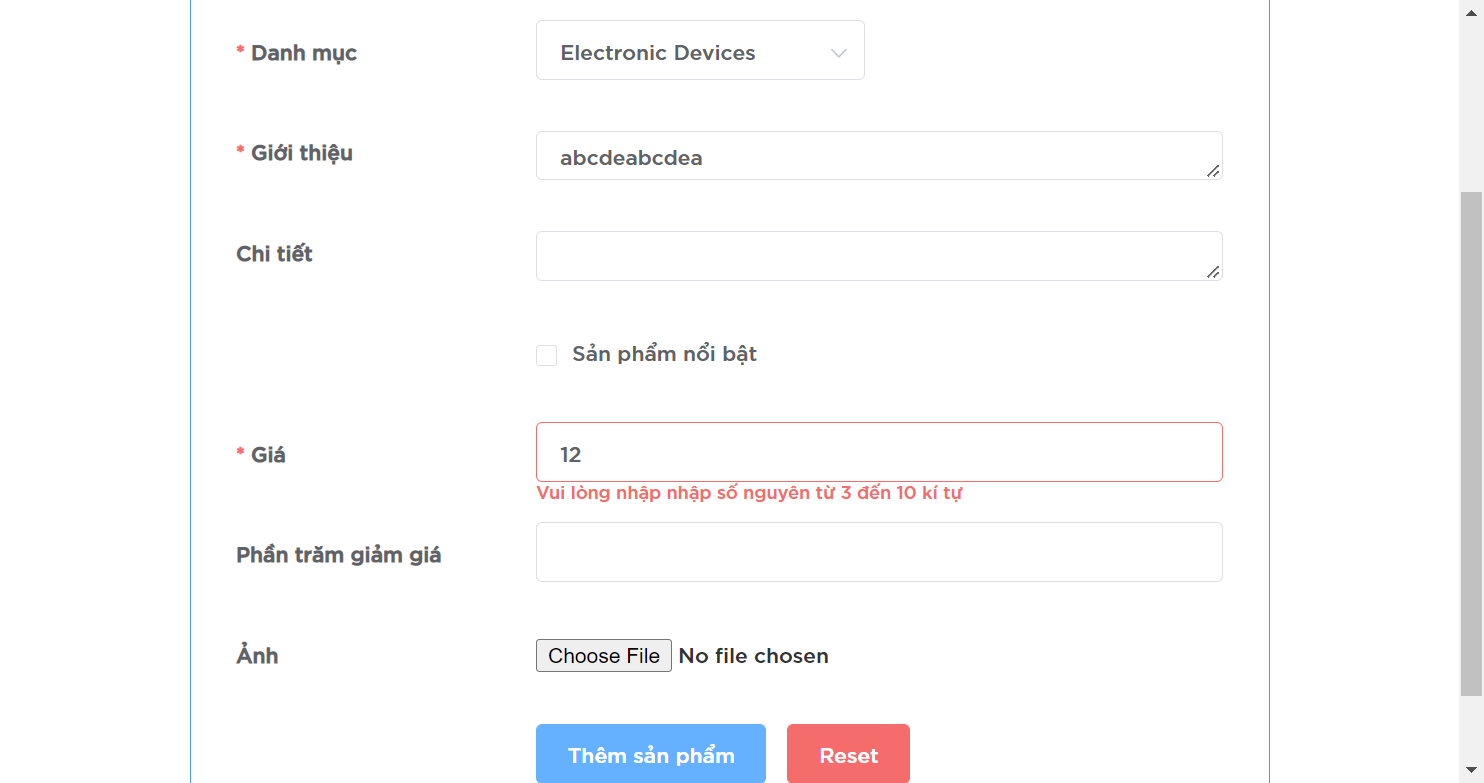 * Danh mục
Electronic Devices
* Giới thiệu
abcdeabcdea
Chi tiết
Sản phẩm nổi bật
* Giá
12
Vui lòng nhập nhập số nguyên từ 3 đến 10 kí tự
Phần trăm giảm giá
Ảnh
Choose File No file chosen
Thêm sản phẩm
Reset